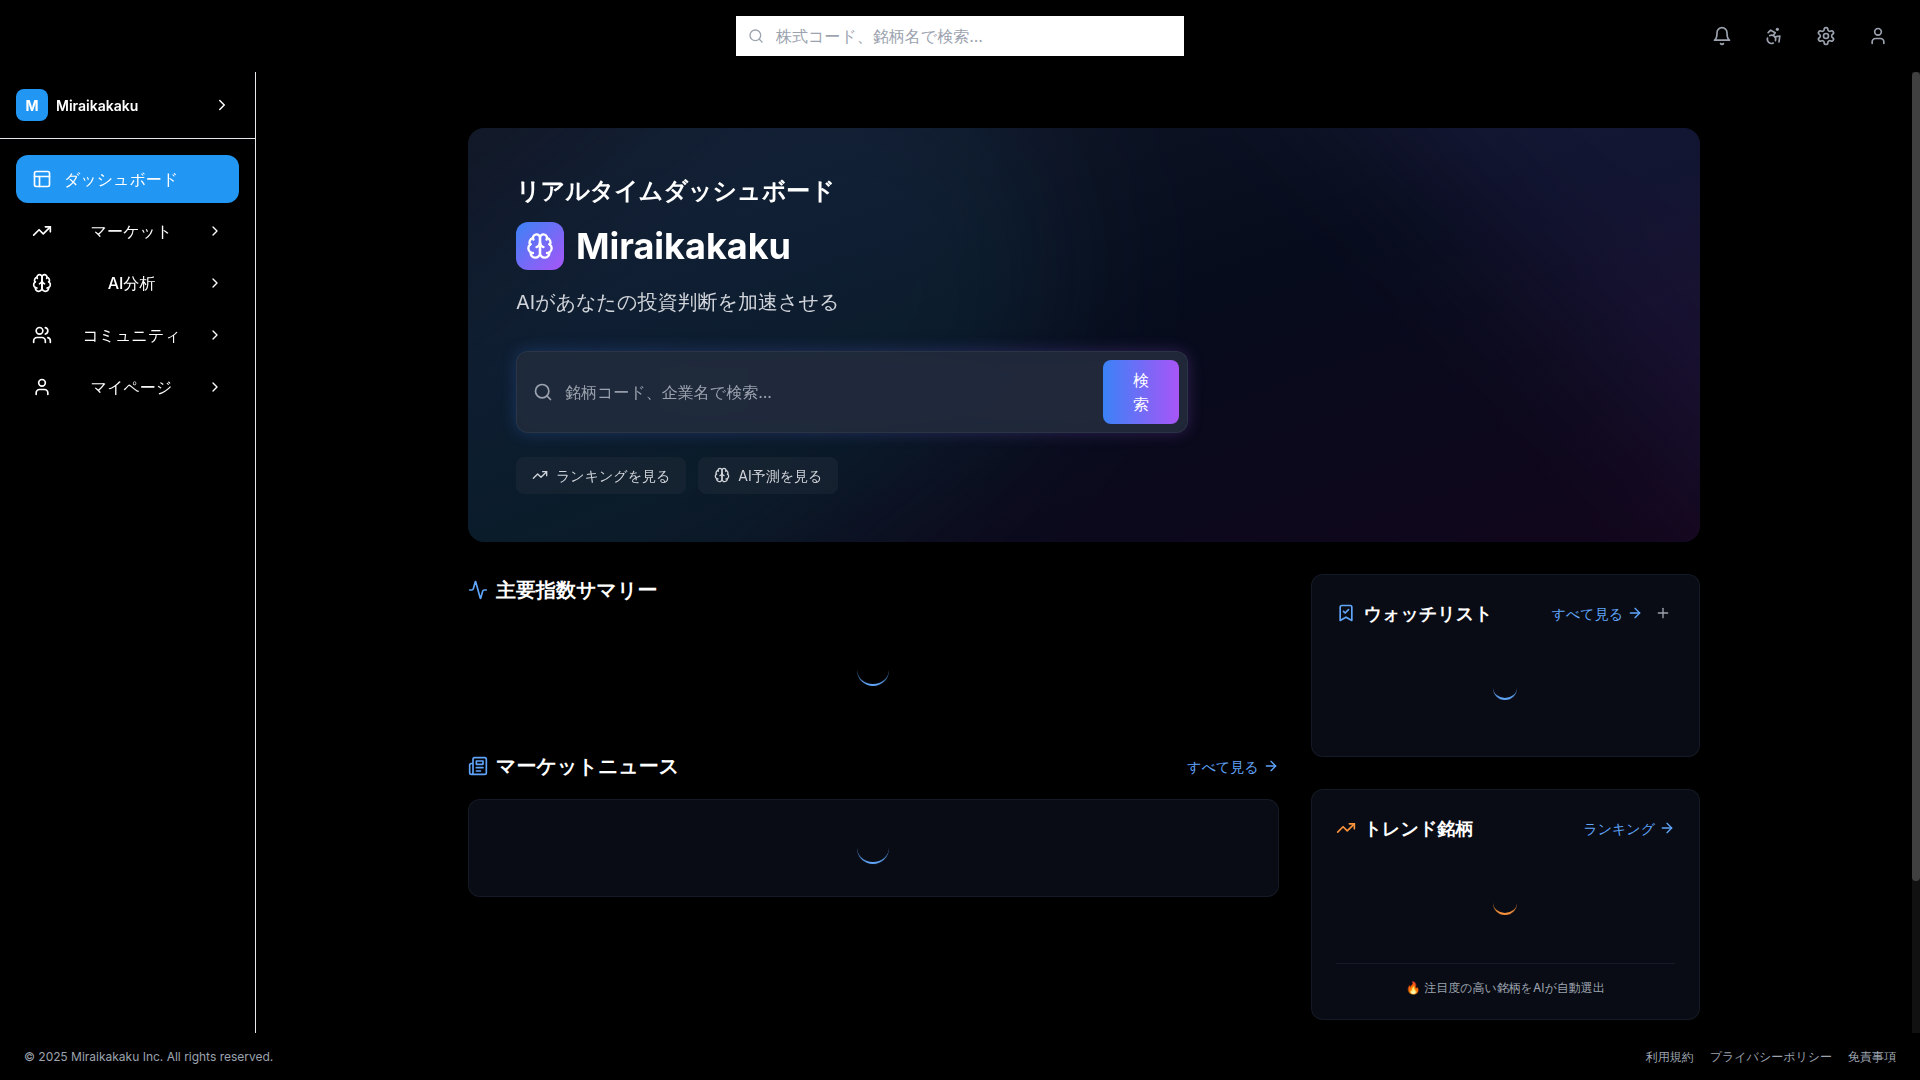 株式コード、銘柄名で検索...
M Miraikakaku
ダッシュボード
マーケット
AI分析
コミュニティ
マイページ
リアルタイムダッシュボード
Miraikakaku
AIがあなたの投資判断を加速させる
銘柄コード、企業名で検索...
検
索
ランキングを見る
AI予測を見る
主要指数サマリー
マーケットニュース
すべて見る
ウォッチリスト
すべて見る
トレンド銘柄
ランキング
🔥 注目度の高い銘柄をAIが自動選出
© 2025 Miraikakaku Inc. All rights reserved.
利用規約 プライバシーポリシー 免責事項